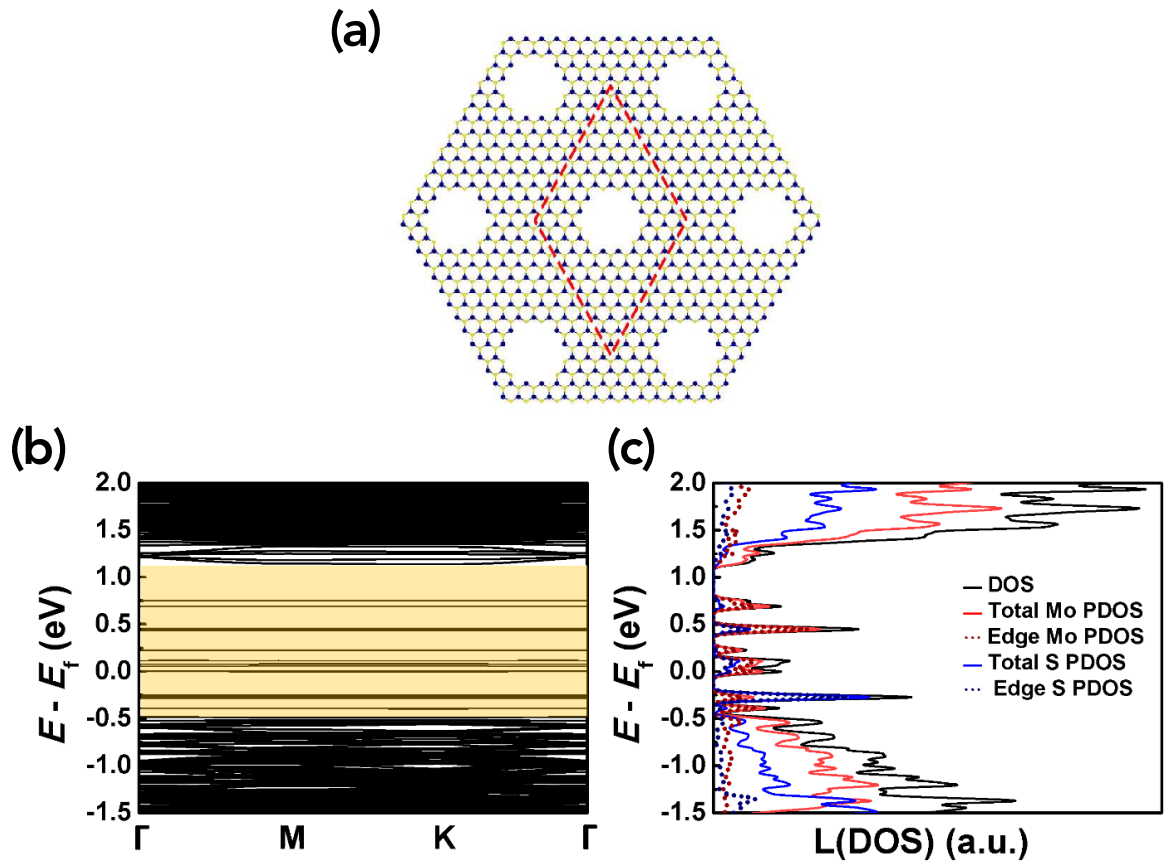 (a)
(b)
2.0
1.5
1.0
0.5
0.0
-0.5
-1.0
-1.5
E - Ef (eV)
Γ M K Γ
(c)
2.0
1.5
1.0
0.5
0.0
-0.5
-1.0
-1.5
E - Ef (eV)
DOS
Total Mo PDOS
Edge Mo PDOS
Total S PDOS
Edge S PDOS
L(DOS) (a.u.)